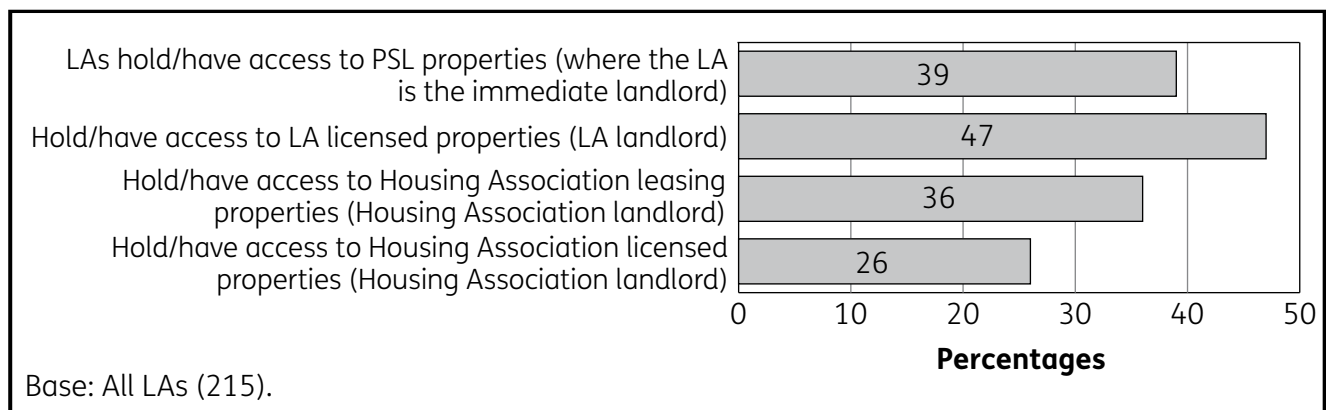 LAs hold/have access to PSL properties (where the LA
is the immediate landlord)
39
Hold/have access to LA licensed properties (LA landlord)
47
Hold/have access to Housing Association leasing
properties (Housing Association landlord)
36
Hold/have access to Housing Association licensed
properties (Housing Association landlord)
26
0 10 20 30 40 50
Percentages
Base: All LAs (215).